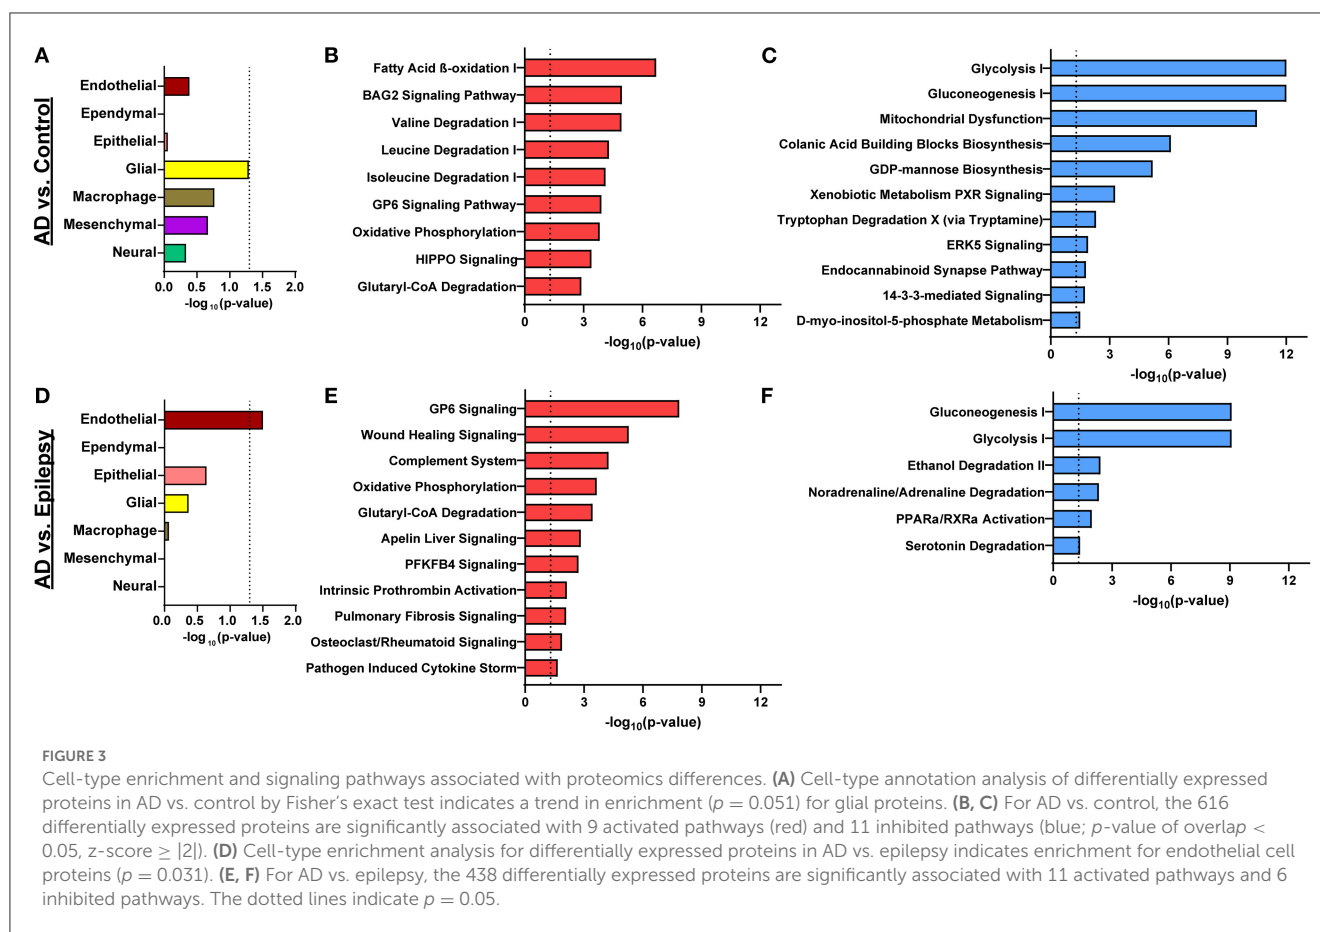 A
AD vs. Control
Endothelial
Ependymal
Epithelial
Glial
Macrophage
Mesenchymal
Neural
0.0 0.5 1.0 1.5 2.0
-log10(p-value)
B
Fatty Acid ß-oxidation I
BAG2 Signaling Pathway
Valine Degradation I
Leucine Degradation I
Isoleucine Degradation I
GP6 Signaling Pathway
Oxidative Phosphorylation
HIPPO Signaling
Glutaryl-CoA Degradation
0 3 6 9 12
-log10(p-value)
C
Glycolysis I
Gluconeogenesis I
Mitochondrial Dysfunction
Colanic Acid Building Blocks Biosynthesis
GDP-mannose Biosynthesis
Xenobiotic Metabolism PXR Signaling
Tryptophan Degradation X (via Tryptamine)
ERK5 Signaling
Endocannabinoid Synapse Pathway
14-3-3-mediated Signaling
D-myo-inositol-5-phosphate Metabolism
0 3 6 9 12
-log10(p-value)
D
AD vs. Epilepsy
Endothelial
Ependymal
Epithelial
Glial
Macrophage
Mesenchymal
Neural
0.0 0.5 1.0 1.5 2.0
-log10(p-value)
E
GP6 Signaling
Wound Healing Signaling
Complement System
Oxidative Phosphorylation
Glutaryl-CoA Degradation
Apelin Liver Signaling
PFKFB4 Signaling
Intrinsic Prothrombin Activation
Pulmonary Fibrosis Signaling
Osteoclast/Rheumatoid Signaling
Pathogen Induced Cytokine Storm
0 3 6 9 12
-log10(p-value)
F
Gluconeogenesis I
Glycolysis I
Ethanol Degradation II
Noradrenaline/Adrenaline Degradation
PPARa/RXRa Activation
Serotonin Degradation
0 3 6 9 12
-log10(p-value)
FIGURE 3
Cell-type enrichment and signaling pathways associated with proteomics differences. (A) Cell-type annotation analysis of differentially expressed
proteins in AD vs. control by Fisher's exact test indicates a trend in enrichment (p = 0.051) for glial proteins. (B, C) For AD vs. control, the 616
differentially expressed proteins are significantly associated with 9 activated pathways (red) and 11 inhibited pathways (blue; p-value of overlap <
0.05, z-score ≥ |2|). (D) Cell-type enrichment analysis for differentially expressed proteins in AD vs. epilepsy indicates enrichment for endothelial cell
proteins (p = 0.031). (E, F) For AD vs. epilepsy, the 438 differentially expressed proteins are significantly associated with 11 activated pathways and 6
inhibited pathways. The dotted lines indicate p = 0.05.